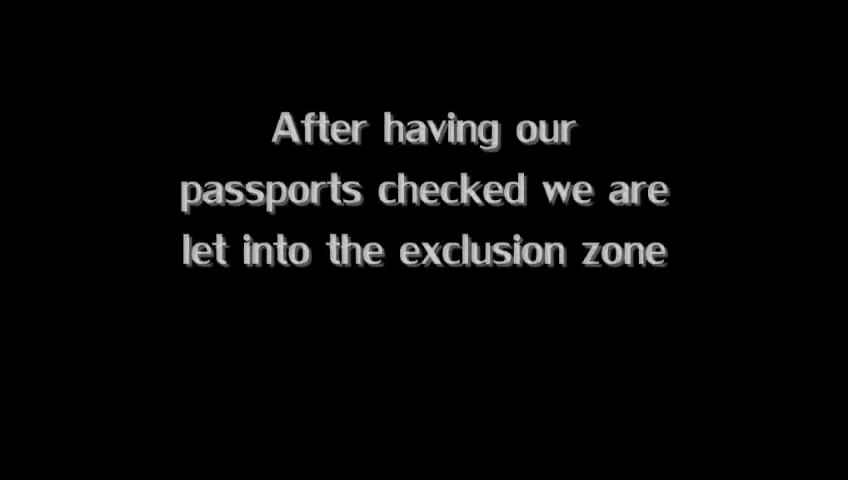 After having our
passports checked we are
let into the exclusion zone